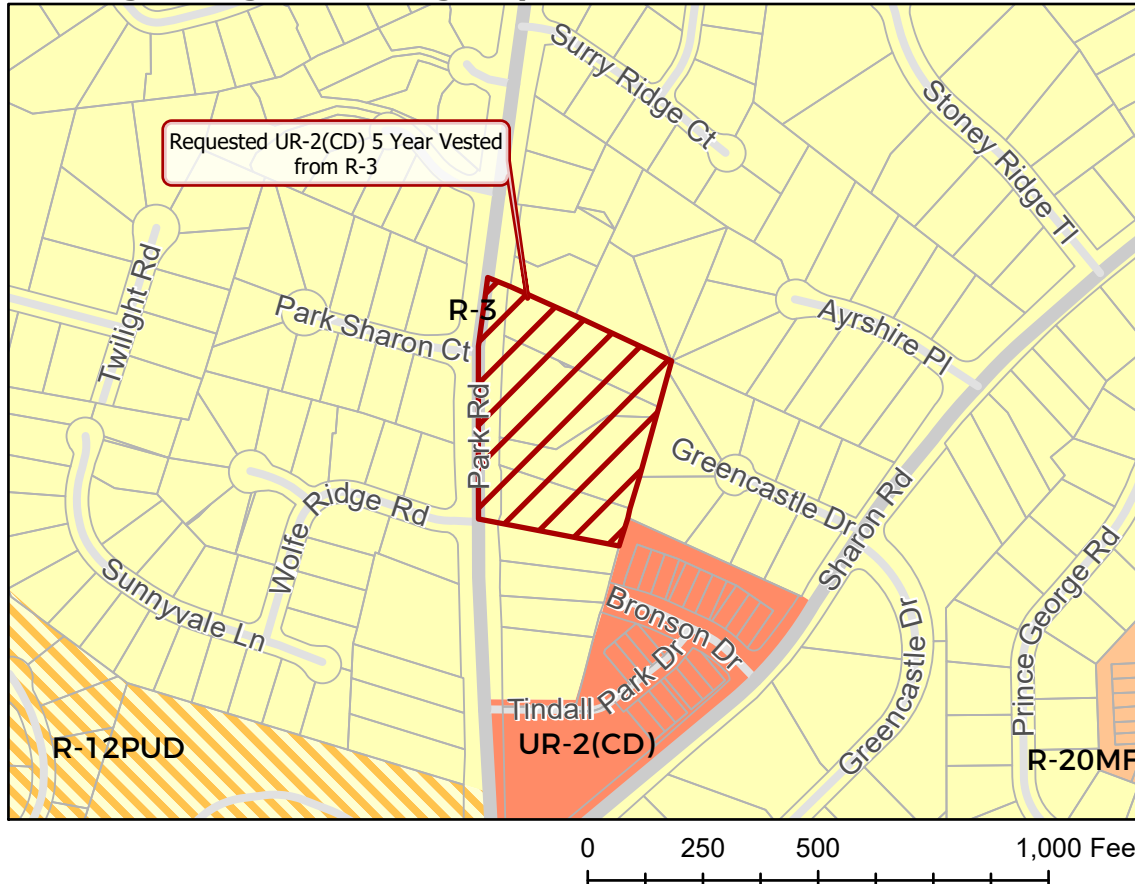 Surry Ridge Ct
Stoney Ridge Tl
Requested UR-2(CD) 5 Year Vested
from R-3
Twilight Rd
Park Sharon Ct
R-3
Ayrshire Pl
Park Rd
Greencastle Dr
Sharon Rd
Wolfe Ridge Rd
Sunnyvale Ln
Bronson Dr
Prince George Rd
Tindall Park Dr
Greencastle Dr
R-12PUD
UR-2(CD)
R-20MF
0 250 500 1,000 Fee